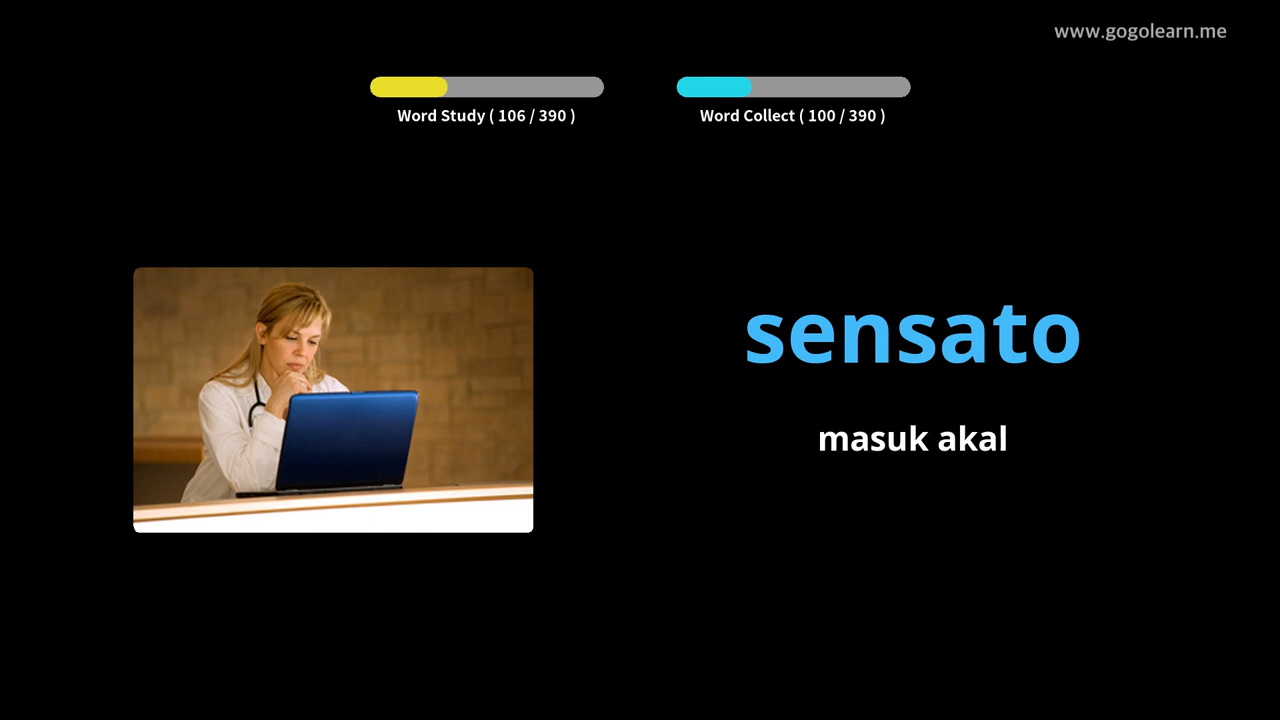 www.gogolearn.me
Word Study ( 106 / 390 )
Word Collect ( 100 / 390 )
sensato
masuk akal